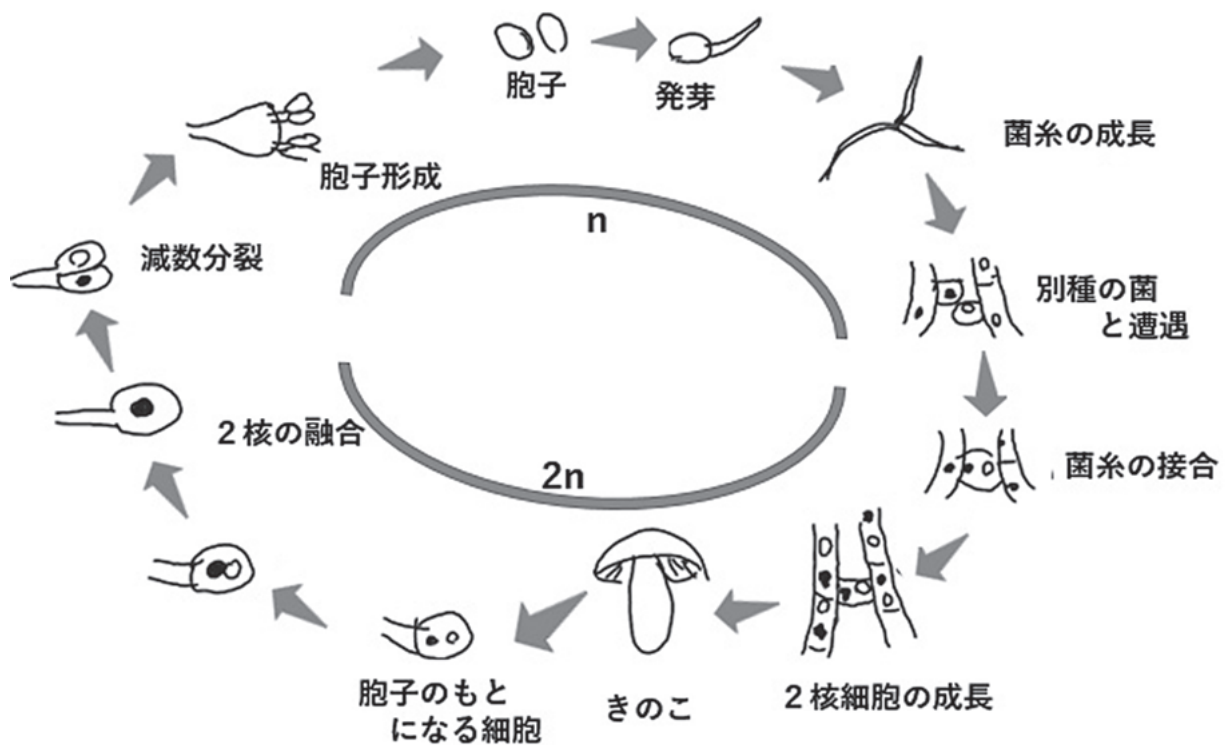 胞子
発芽
菌糸の成長
別種の菌
と遭遇
菌糸の接合
2核細胞の成長
きのこ
胞子のもと
になる細胞
2核の融合
減数分裂
胞子形成
n
2n